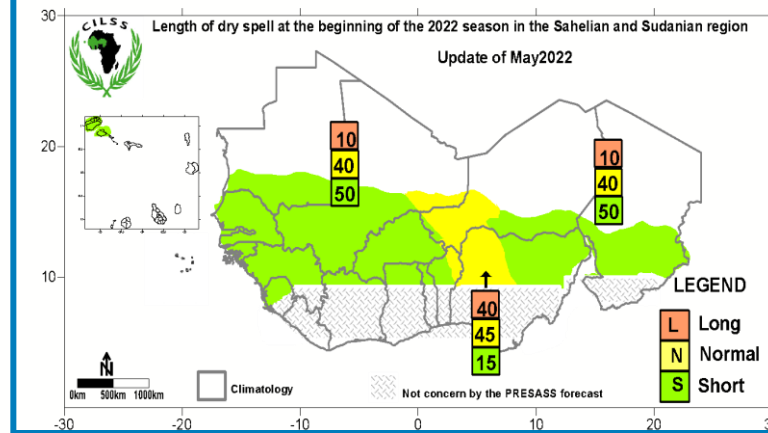 CILSS
Length of dry spell at the beginning of the 2022 season in the Sahelian and Sudanian region
Update of May2022
30
20
10
10
40
50
10
40
50
40
45
15
LEGEND
L Long
N Normal
S Short
N
0km 500km 1000km
Climatology
Not concern by the PRESASS forecast
-30 -20 -10 0 10 20 3